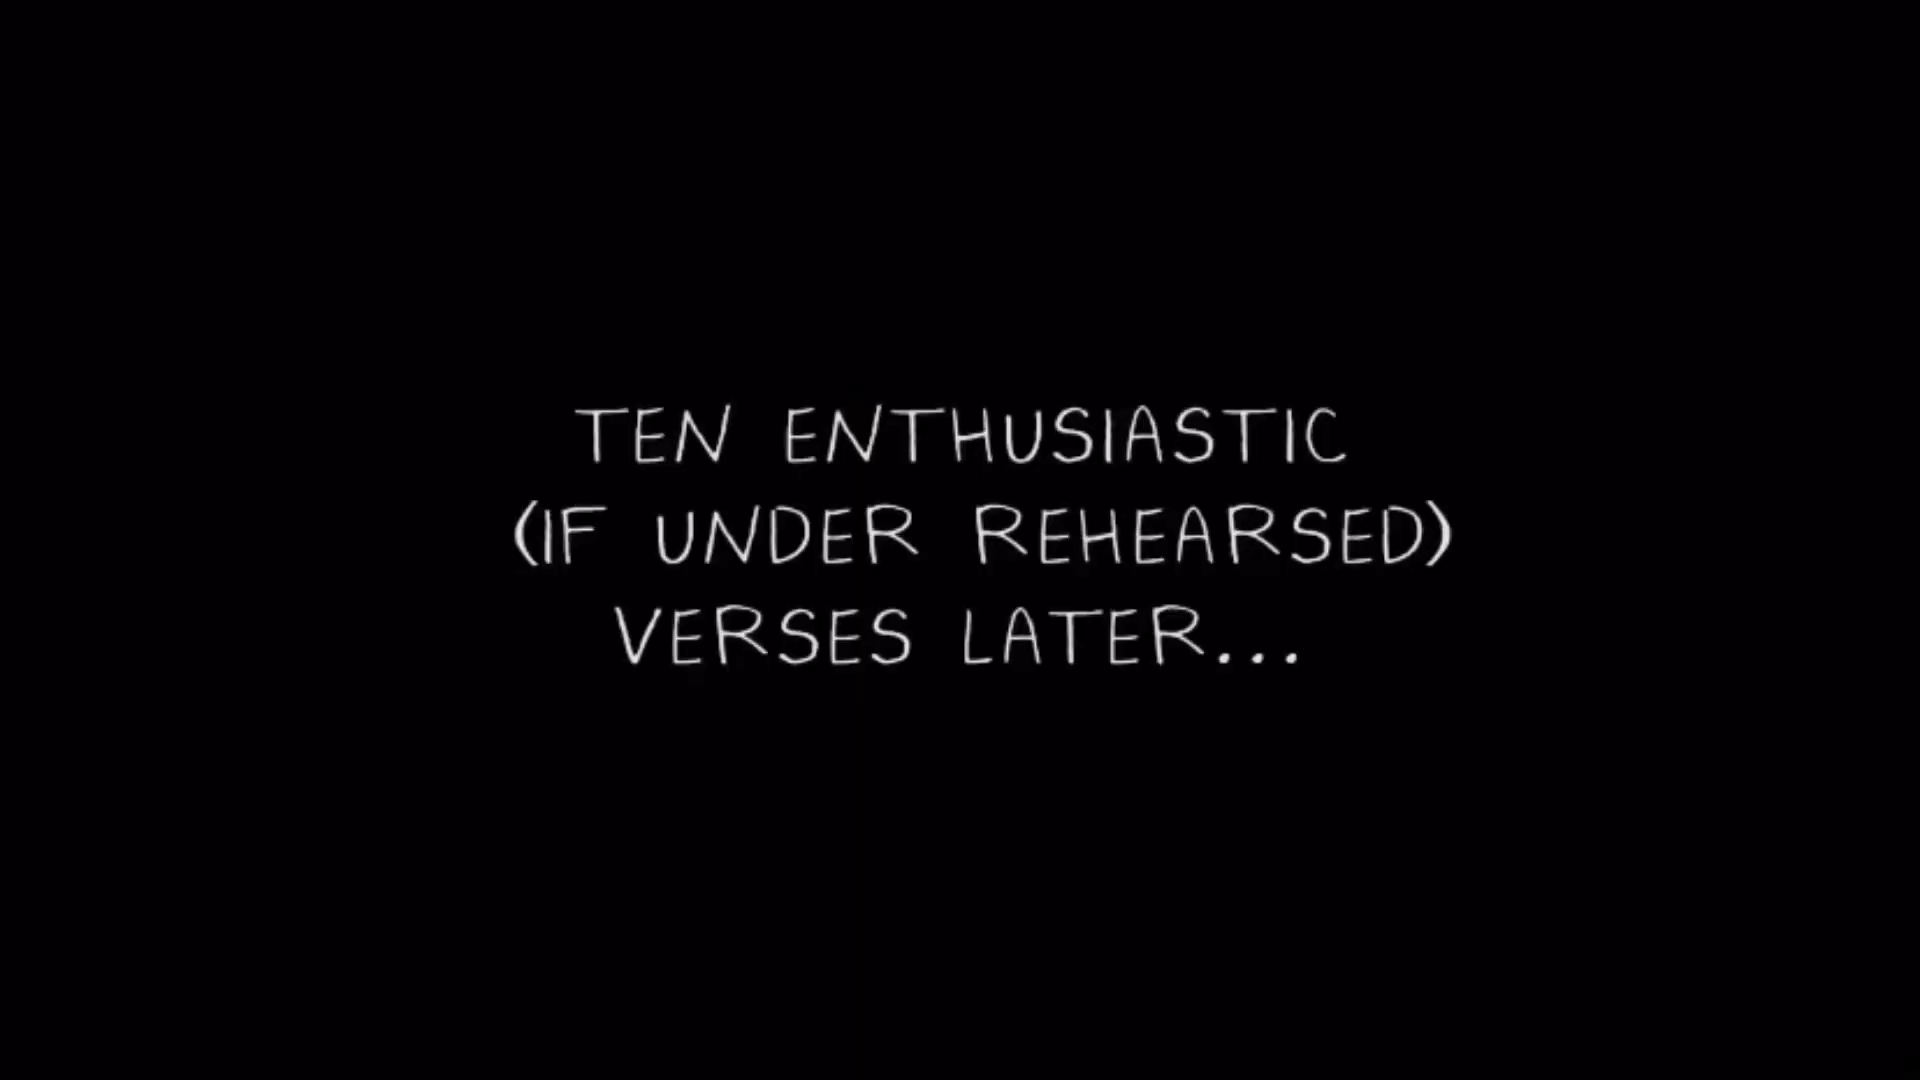 TEN ENTHUSIASTIC
(IF UNDER REHEARSED)
VERSES LATER...